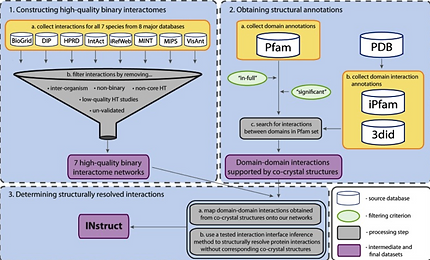 1. Constructing high-quality binary interactomes
a. collect interactions for all 7 species from 8 major databases
BioGrid DIP HPRD IntAct iRefWeb MINT MIPS VisAnt
b. filter interactions by removing...
• inter-organism • non-binary • non-core HT
• low-quality HT studies
• un-validated
7 high-quality binary
interactome networks
2. Obtaining structural annotations
a. collect domain annotations
Pfam
PDB
"in-full"
"significant"
b. collect domain interaction
annotations
iPfam
3did
c. search for interactions
between domains in Pfam set
Domain-domain interactions
supported by co-crystal structures
3. Determining structurally resolved interactions
a. map domain-domain interactions obtained
from co-crystal structures onto our networks
b. use a tested interaction interface inference
method to structurally resolve protein interactions
without corresponding co-crystal structures
INstruct
- source database
- filtering criterion
- processing step
- intermediate and
final datasets